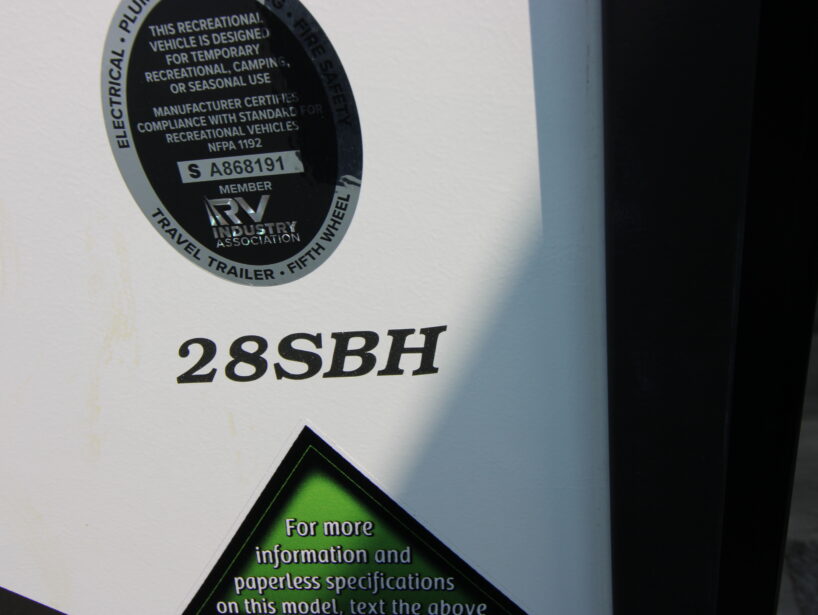 ELECTRICAL • PLUMBING • FIRE SAFETY
THIS RECREATIONAL
VEHICLE IS DESIGNED
FOR TEMPORARY
RECREATIONAL, CAMPING,
OR SEASONAL USE
MANUFACTURER CERTIFIES
COMPLIANCE WITH STANDARD FOR
RECREATIONAL VEHICLES
NFPA 1192
S A868191
MEMBER
RV
INDUSTRY
ASSOCIATION
TRAVEL TRAILER • FIFTH WHEEL
28SBH
For more
information and
paperless specifications
on this model, text the above